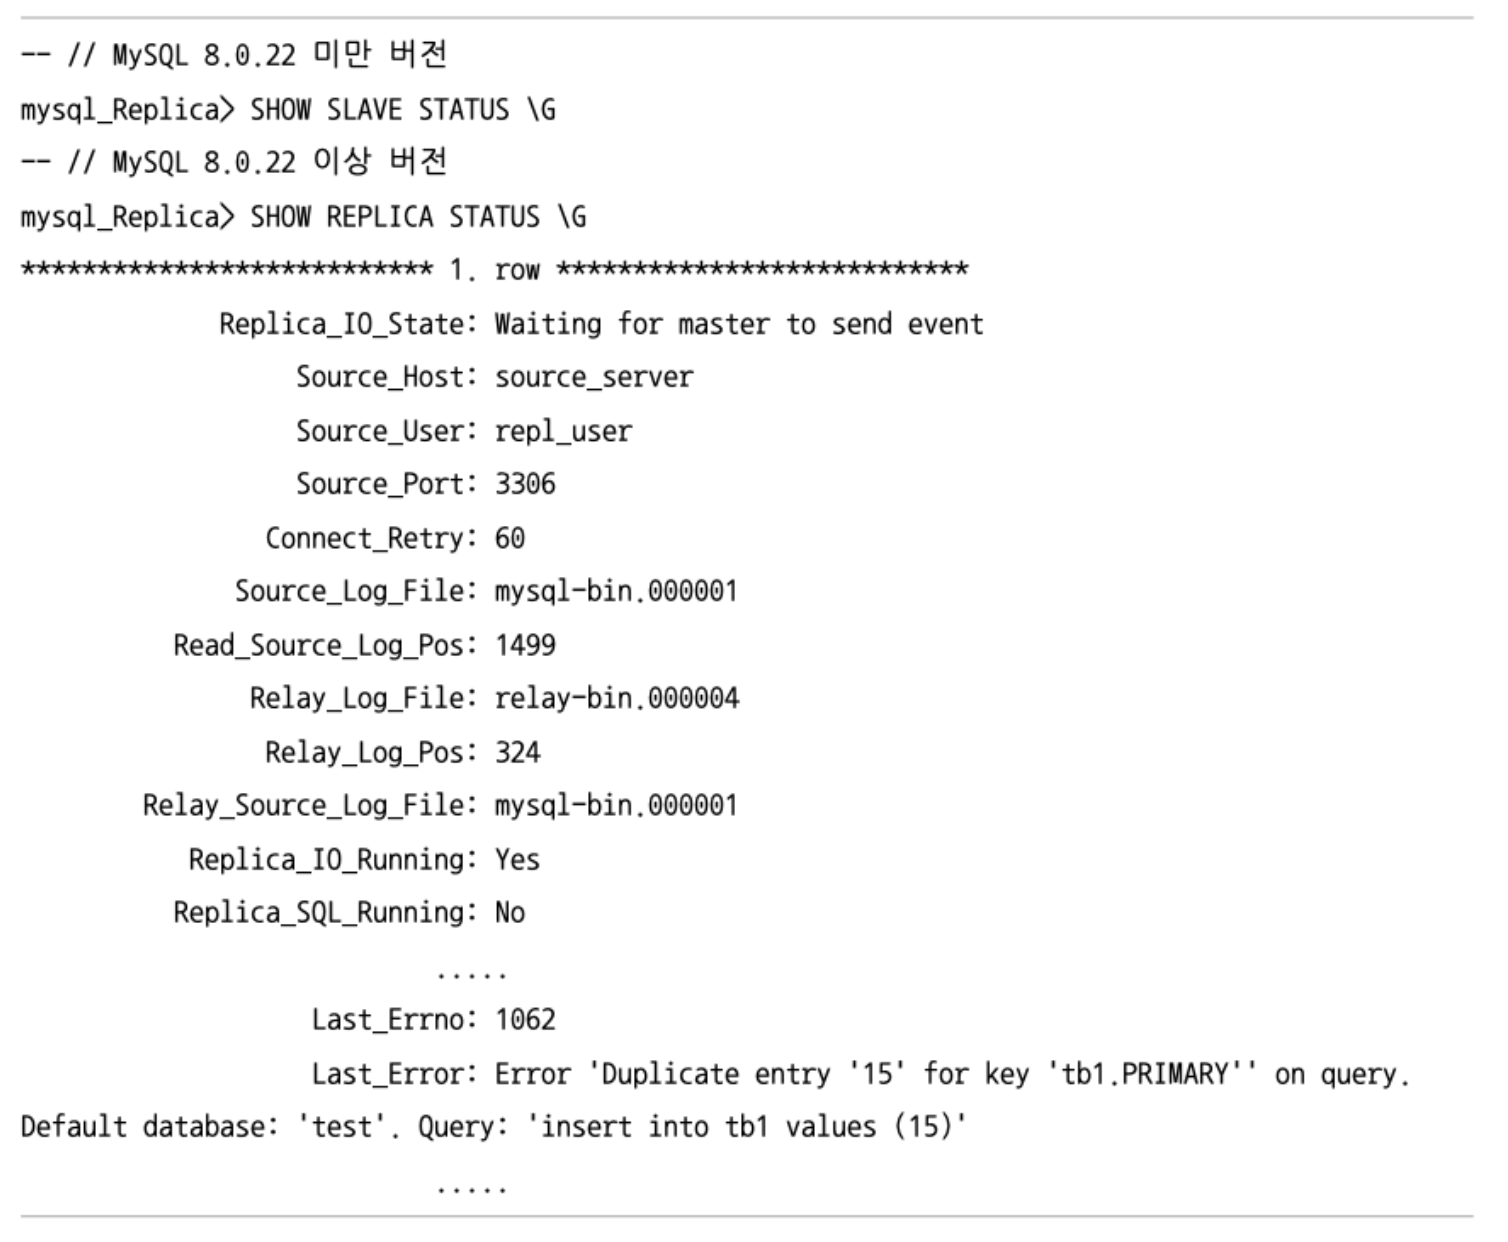 -- // MySQL 8.0.22 미만 버전
mysql_Replica> SHOW SLAVE STATUS \G
-- // MySQL 8.0.22 이상 버전
mysql_Replica> SHOW REPLICA STATUS \G
*************************** 1. row ***************************
Replica_IO_State: Waiting for master to send event
Source_Host: source_server
Source_User: repl_user
Source_Port: 3306
Connect_Retry: 60
Source_Log_File: mysql-bin.000001
Read_Source_Log_Pos: 1499
Relay_Log_File: relay-bin.000004
Relay_Log_Pos: 324
Relay_Source_Log_File: mysql-bin.000001
Replica_IO_Running: Yes
Replica_SQL_Running: No
.....
Last_Errno: 1062
Last_Error: Error 'Duplicate entry '15' for key 'tb1.PRIMARY'' on query.
Default database: 'test'. Query: 'insert into tb1 values (15)'
.....